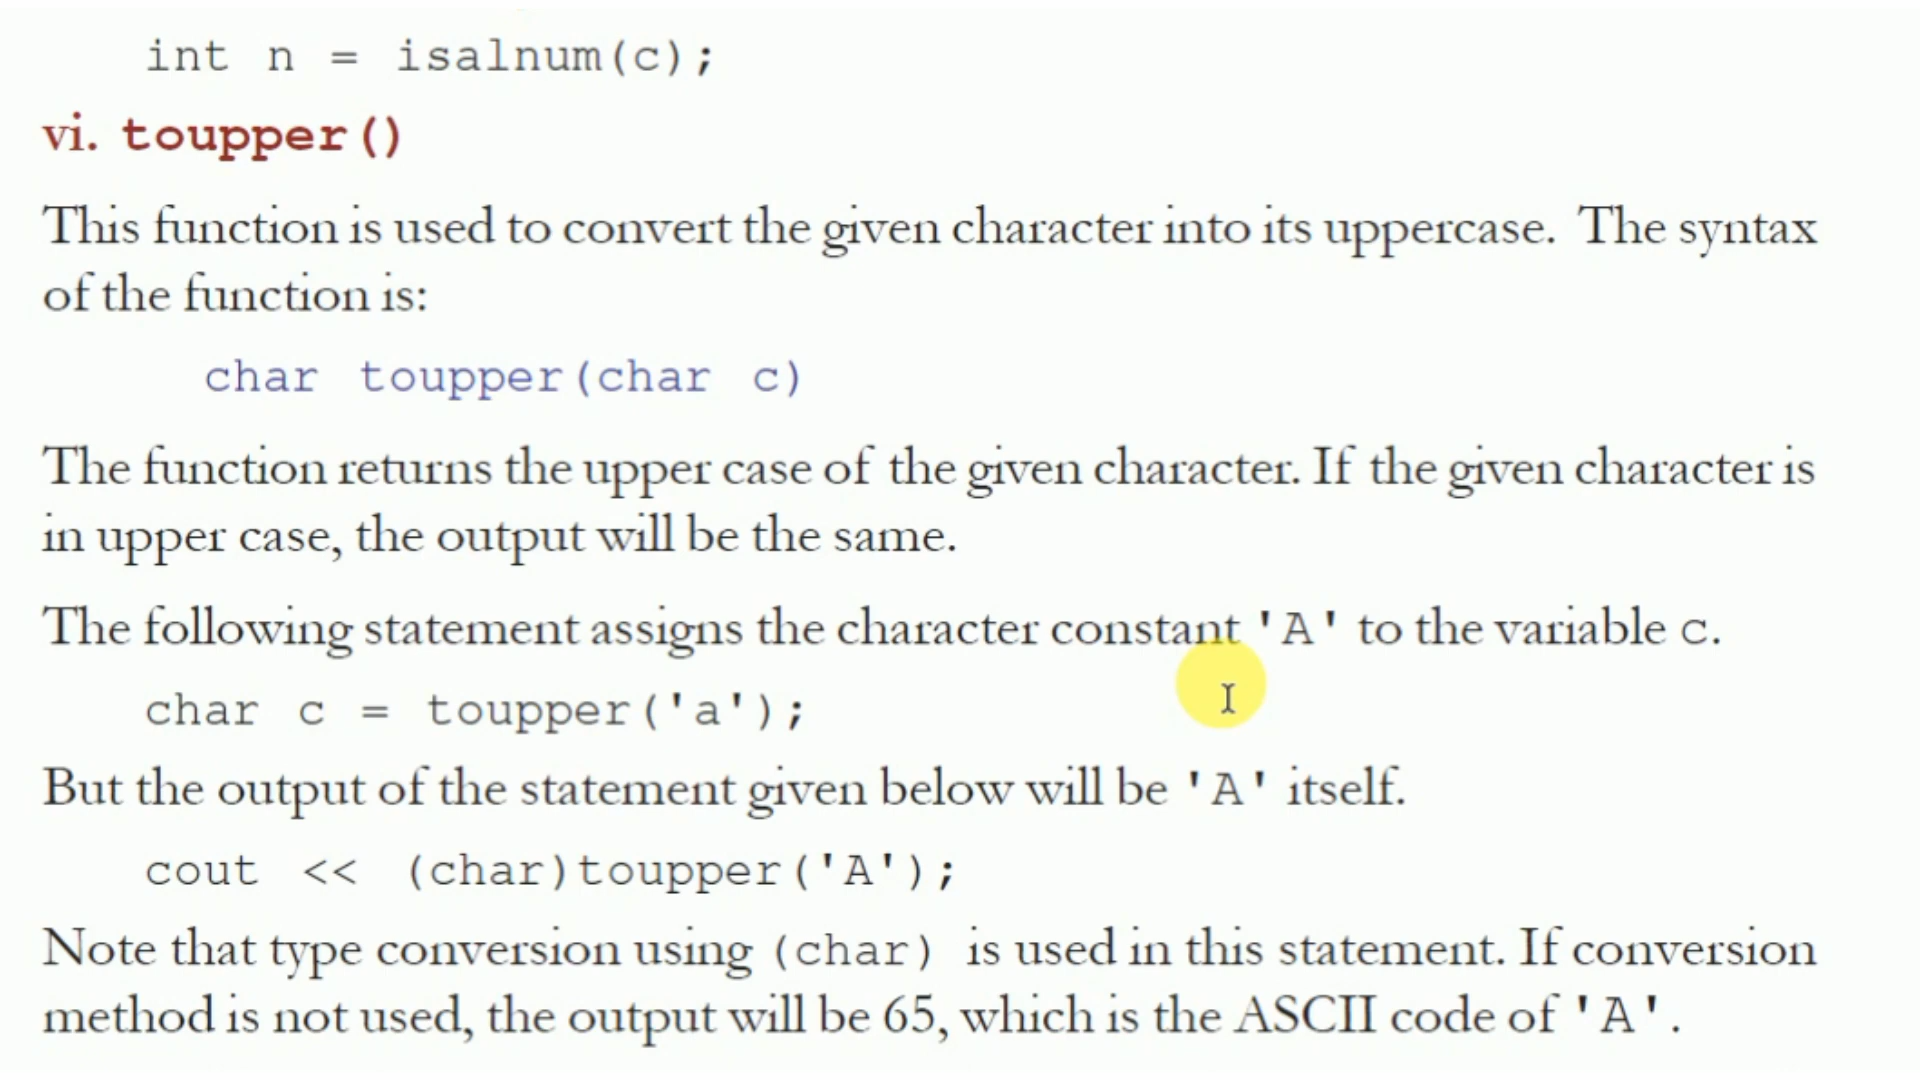 int n = isalnum(c);
vi. toupper()
This function is used to convert the given character into its uppercase. The syntax
of the function is:
char toupper(char c)
The function returns the upper case of the given character. If the given character is
in upper case, the output will be the same.
The following statement assigns the character constant 'A' to the variable c.
char c = toupper('a');
But the output of the statement given below will be 'A' itself.
cout << (char)toupper('A');
Note that type conversion using (char) is used in this statement. If conversion
method is not used, the output will be 65, which is the ASCII code of 'A'.